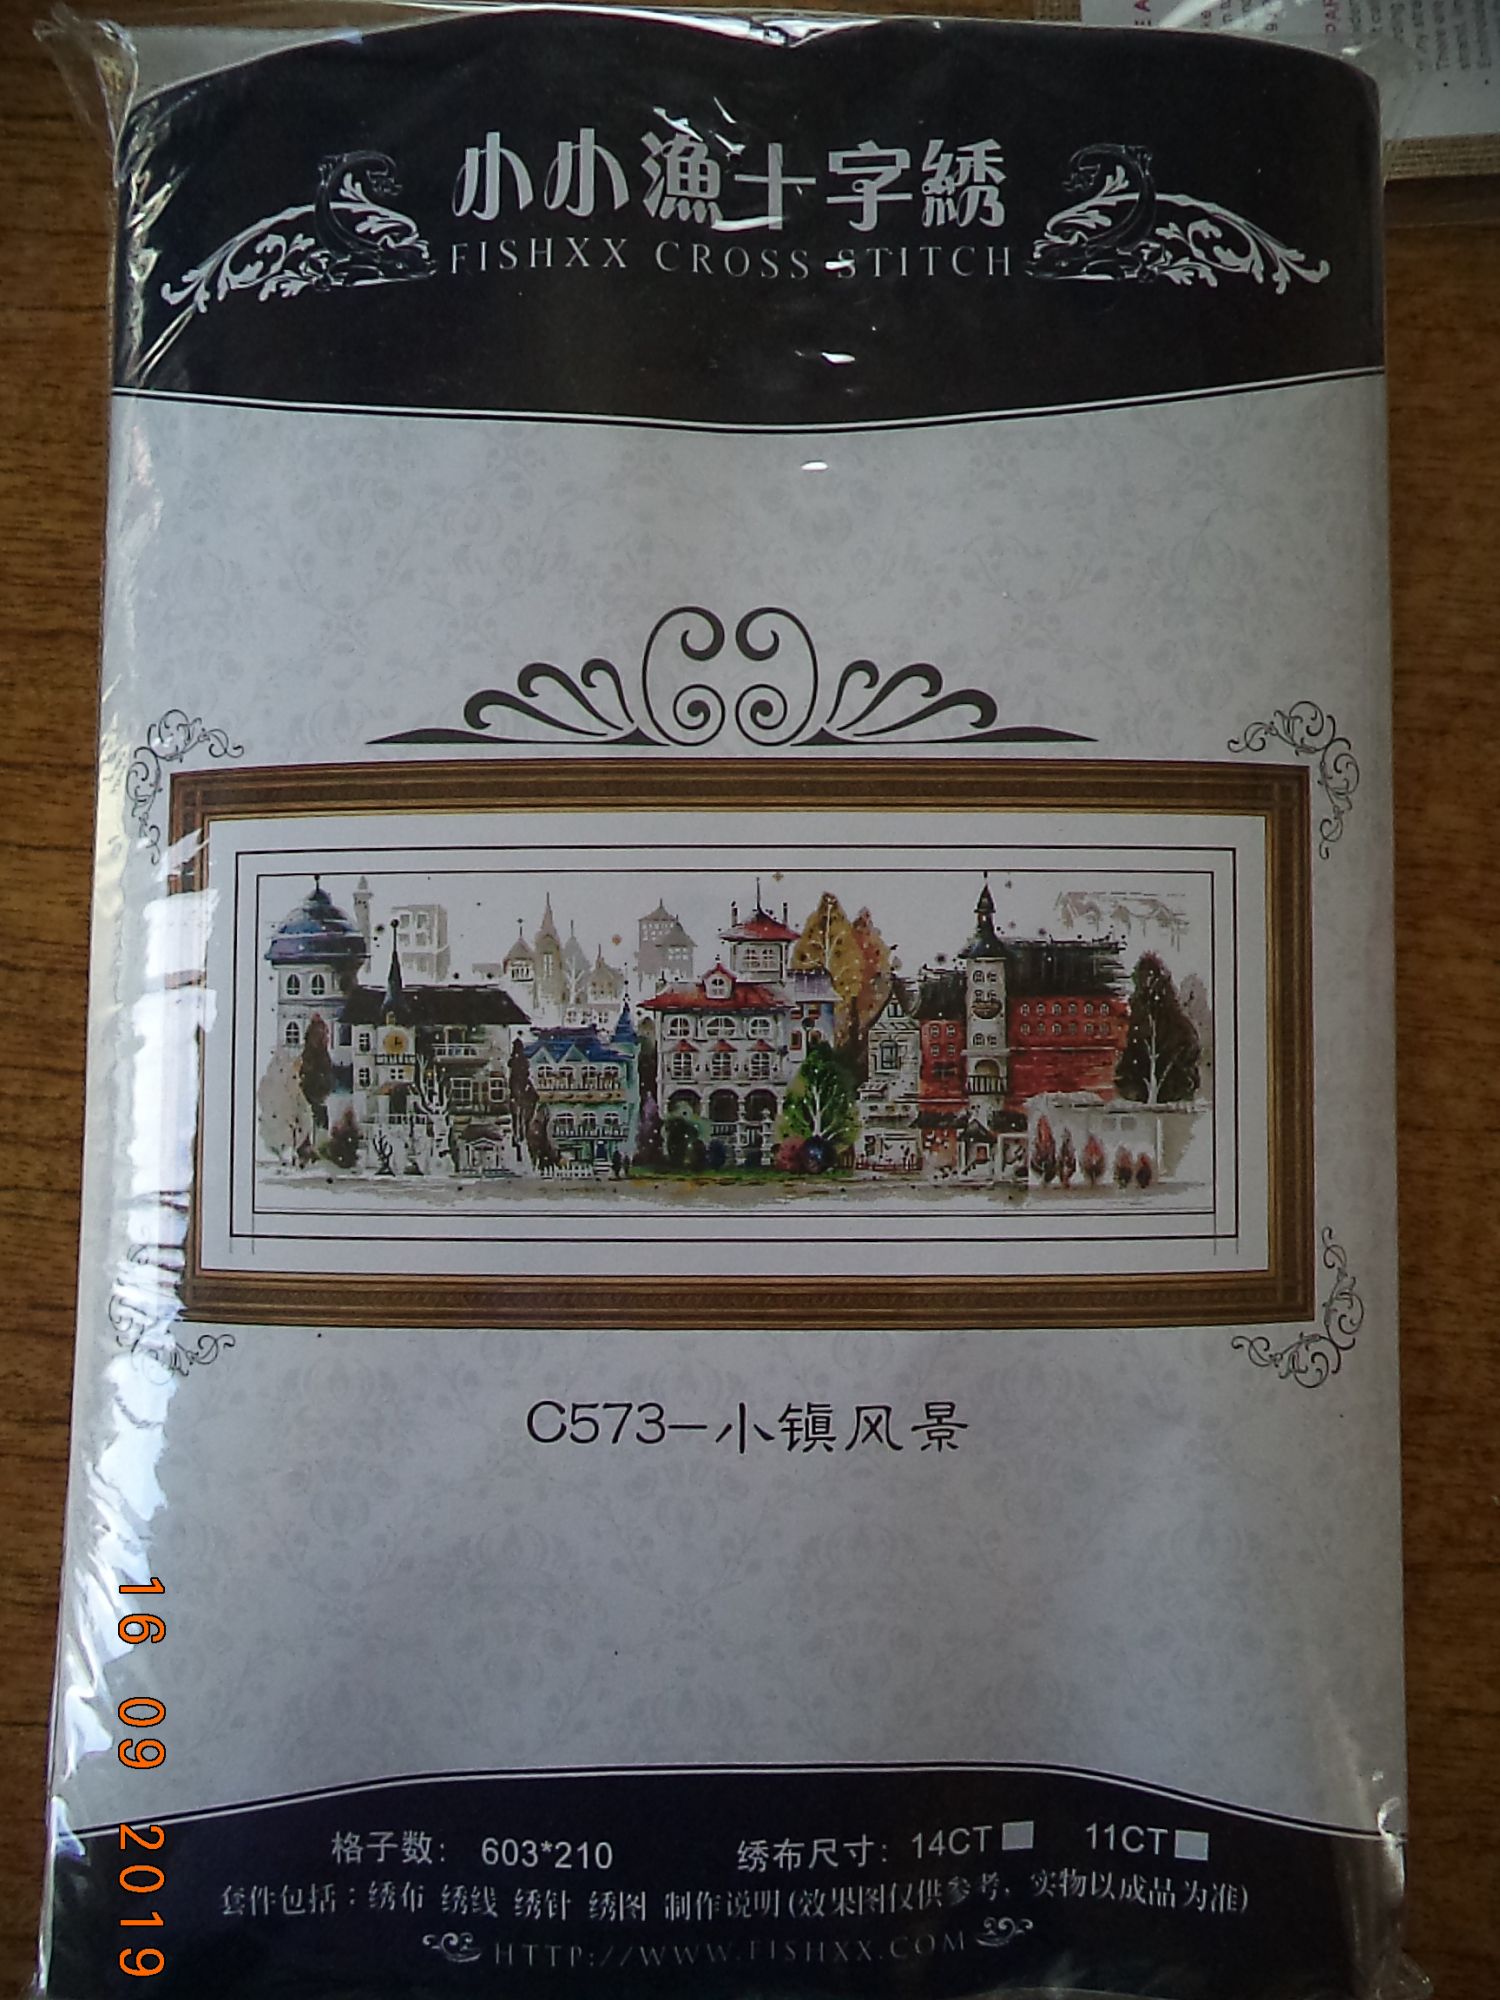 小小漁十字綉
FISHXX CROSS STITCH
C573-小镇风景
格子数: 603*210 绣布尺寸: 14CT 11CT
套件包括：绣布 绣线 绣针 绣图 制作说明(效果图仅供参考，实物以成品为准)
HTTP://WWW.FISHXX.COM
16 09 2019